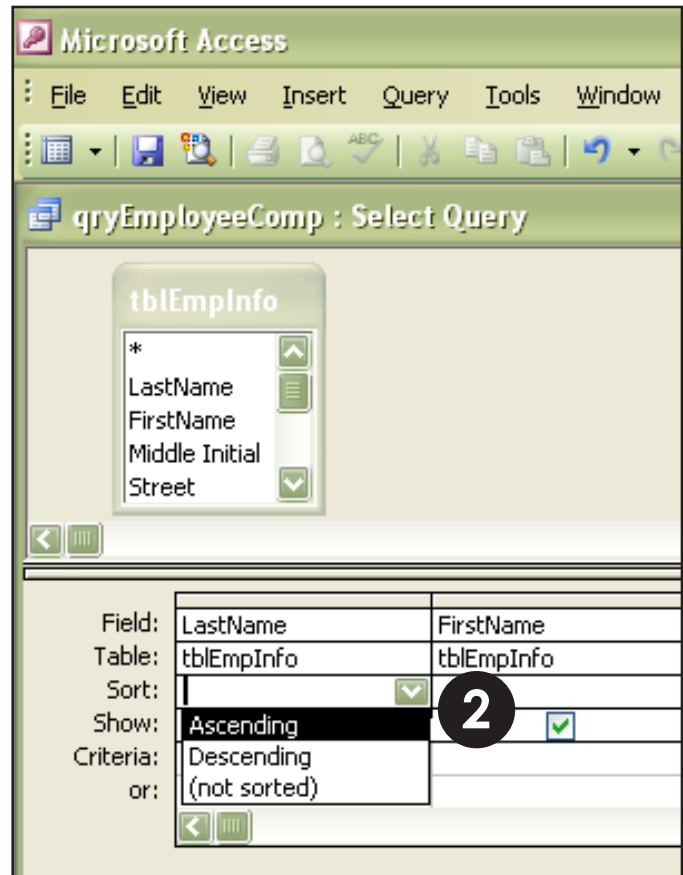 Microsoft Access
File Edit View Insert Query Tools Window
ABC
qryEmployeeComp : Select Query
tblEmpInfo
*
LastName
FirstName
Middle Initial
Street
Field: LastName FirstName
Table: tblEmpInfo tblEmpInfo
Sort:
2
Show: Ascending
Criteria: Descending
or: (not sorted)